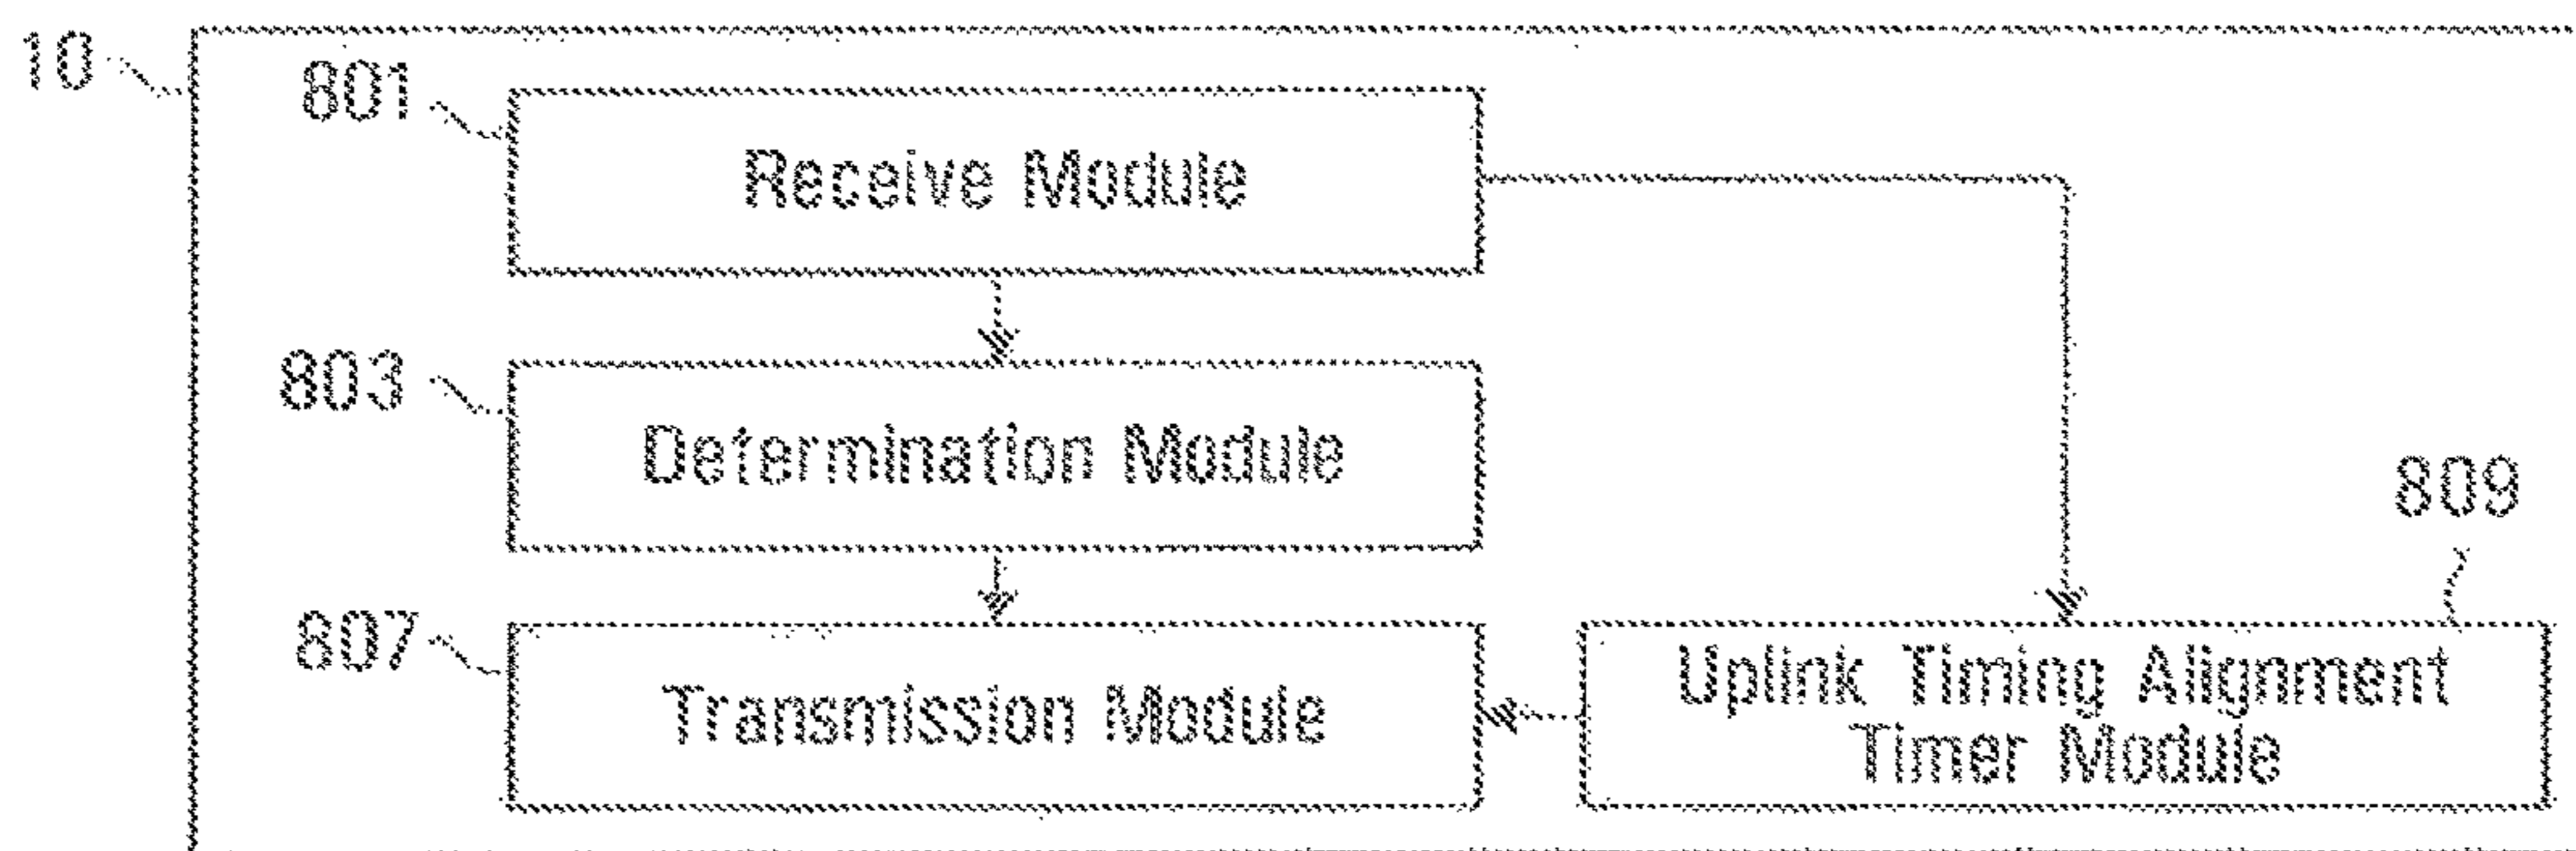 10
801
Receive Module
803
Determination Module
809
807
Transmission Module
Uplink Timing Alignment
Timer Module